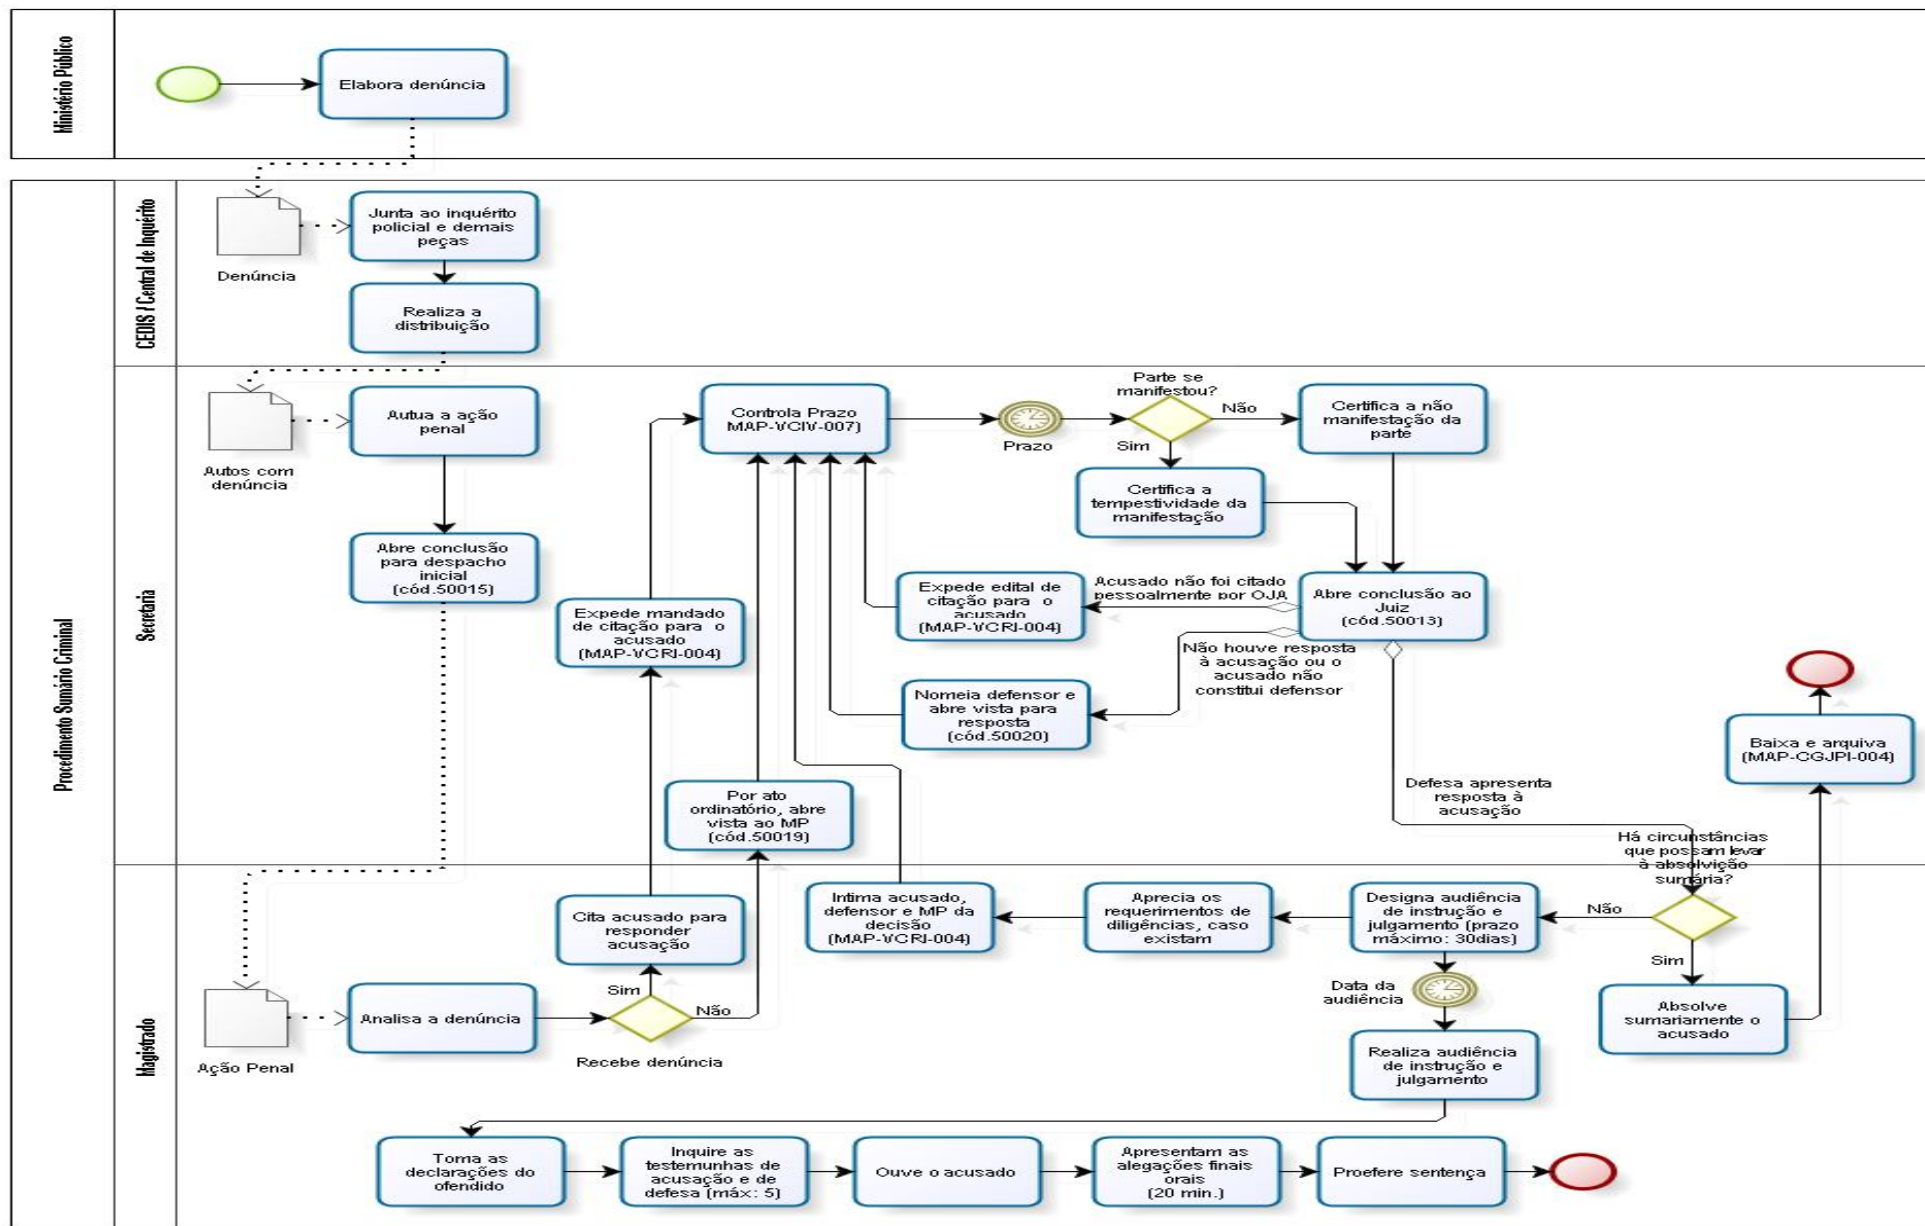 Ministério Público
Elabora denúncia
Procedimento Sumário Criminal
CEDIS / Central de Inquérito
Denúncia
Junta ao inquérito
policial e demais
peças
Realiza a
distribuição
Secretaria
Autos com
denúncia
Autua a ação
penal
Abre conclusão
para despacho
inicial
(cód.50015)
Expede mandado
de citação para o
acusado
(MAP-VCRI-004)
Controla Prazo
MAP-VCIV-007)
Prazo
Parte se
manifestou?
Não
Sim
Certifica a não
manifestação da
parte
Certifica a
tempestividade da
manifestação
Expede edital de
citação para o
acusado
(MAP-VCRI-004)
Acusado não foi citado
pessoalmente por OJA
Abre conclusão ao
Juiz
(cód.50013)
Não houve resposta
à acusação ou o
acusado não
constitui defensor
Nomeia defensor e
abre vista para
resposta
(cód.50020)
Por ato
ordinatório, abre
vista ao MP
(cód.50019)
Defesa apresenta
resposta à
acusação
Baixa e arquiva
(MAP-CGJPI-004)
Há circunstâncias
que possam levar
à absolvição
sumária?
Magistrado
Ação Penal
Analisa a denúncia
Recebe denúncia
Sim
Não
Cita acusado para
responder
acusação
Intima acusado,
defensor e MP da
decisão
(MAP-VCRI-004)
Aprecia os
requerimentos de
diligências, caso
existam
Designa audiência
de instrução e
julgamento (prazo
máximo: 30dias)
Não
Sim
Data da
audiência
Absolve
sumariamente o
acusado
Realiza audiência
de instrução e
julgamento
Toma as
declarações do
ofendido
Inquire as
testemunhas de
acusação e de
defesa (máx: 5)
Ouve o acusado
Apresentam as
alegações finais
orais
(20 min.)
Proefere sentença